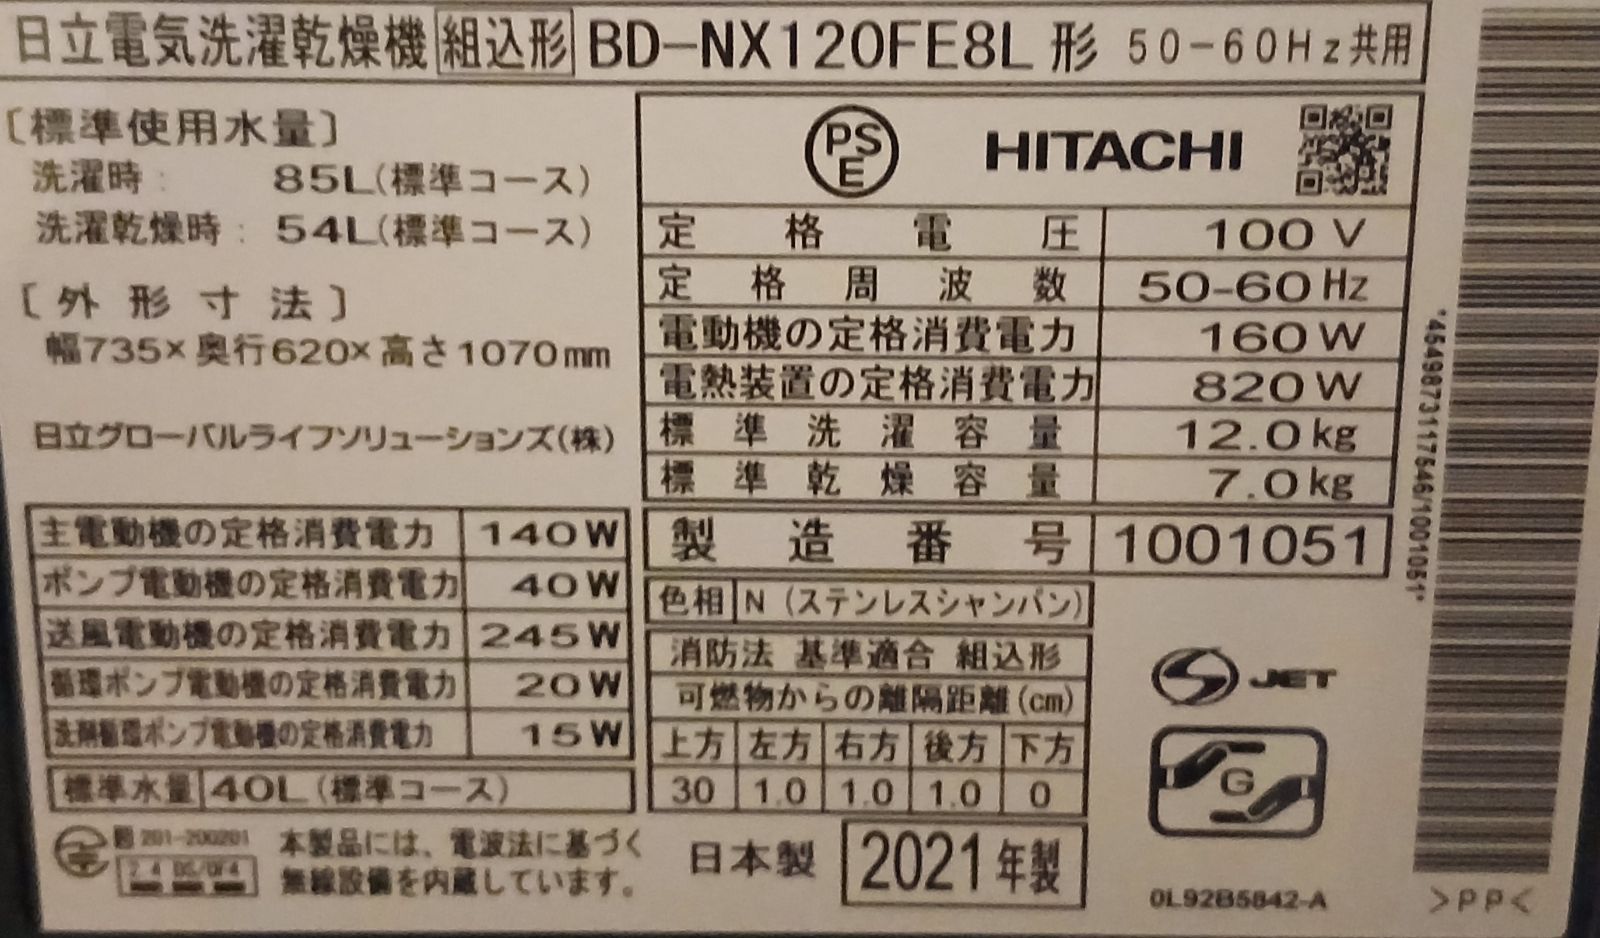 日立電気洗濯乾燥機 組込形 BD-NX120FE8L 形 50-60Hz共用
〔標準使用水量〕
洗濯時: 85L(標準コース)
洗濯乾燥時: 54L(標準コース)
〔外形寸法〕
幅735×奥行620×高さ1070mm
日立グローバルライフソリューションズ(株)
主電動機の定格消費電力 140W
ポンプ電動機の定格消費電力 40W
送風電動機の定格消費電力 245W
循環ポンプ電動機の定格消費電力 20W
洗剤循環ポンプ電動機の定格消費電力 15W
標準水量 40L(標準コース)
201-200201
本製品には、電波法に基づく
無線設備を内蔵しています。
PS
E
HITACHI
定格電圧 100V
定格周波数 50-60Hz
電動機の定格消費電力 160W
電熱装置の定格消費電力 820W
標準洗濯容量 12.0kg
標準乾燥容量 7.0kg
製造番号 1001051
色相 N (ステンレスシャンパン)
消防法 基準適合 組込形
可燃物からの離隔距離(cm)
上方 左方 右方 後方 下方
30 1.0 1.0 1.0 0
日本製 2021年製
JET
G
0L92B5842-A
*4549873117546/1001051*
>PP<